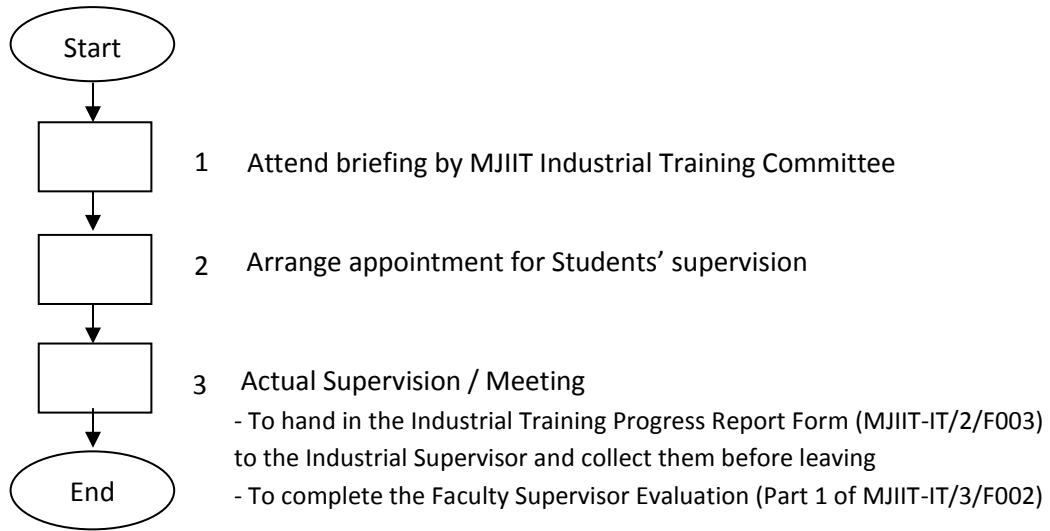 Start
1 Attend briefing by MJIIT Industrial Training Committee
2 Arrange appointment for Students’ supervision
3 Actual Supervision / Meeting
- To hand in the Industrial Training Progress Report Form (MJIIT-IT/2/F003)
to the Industrial Supervisor and collect them before leaving
End
- To complete the Faculty Supervisor Evaluation (Part 1 of MJIIT-IT/3/F002)